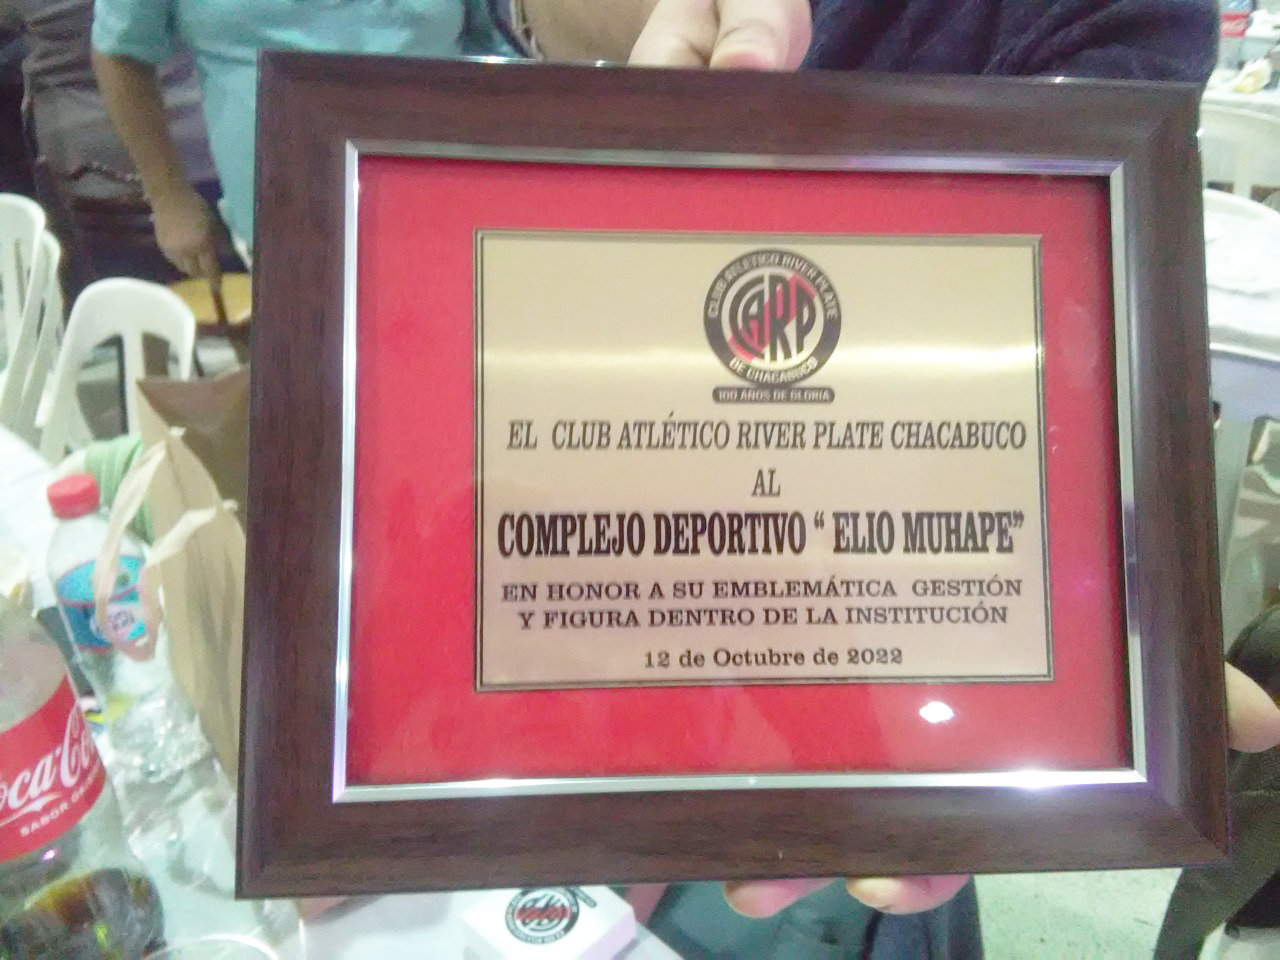 CLUB ATLÉTICO RIVER PLATE
CARP
DE CHACABUCO
100 AÑOS DE GLORIA
EL CLUB ATLÉTICO RIVER PLATE CHACABUCO
AL
COMPLEJO DEPORTIVO “ ELIO MUHAPE”
EN HONOR A SU EMBLEMÁTICA GESTIÓN
Y FIGURA DENTRO DE LA INSTITUCIÓN
12 de Octubre de 2022
Coca-Co
SABOR